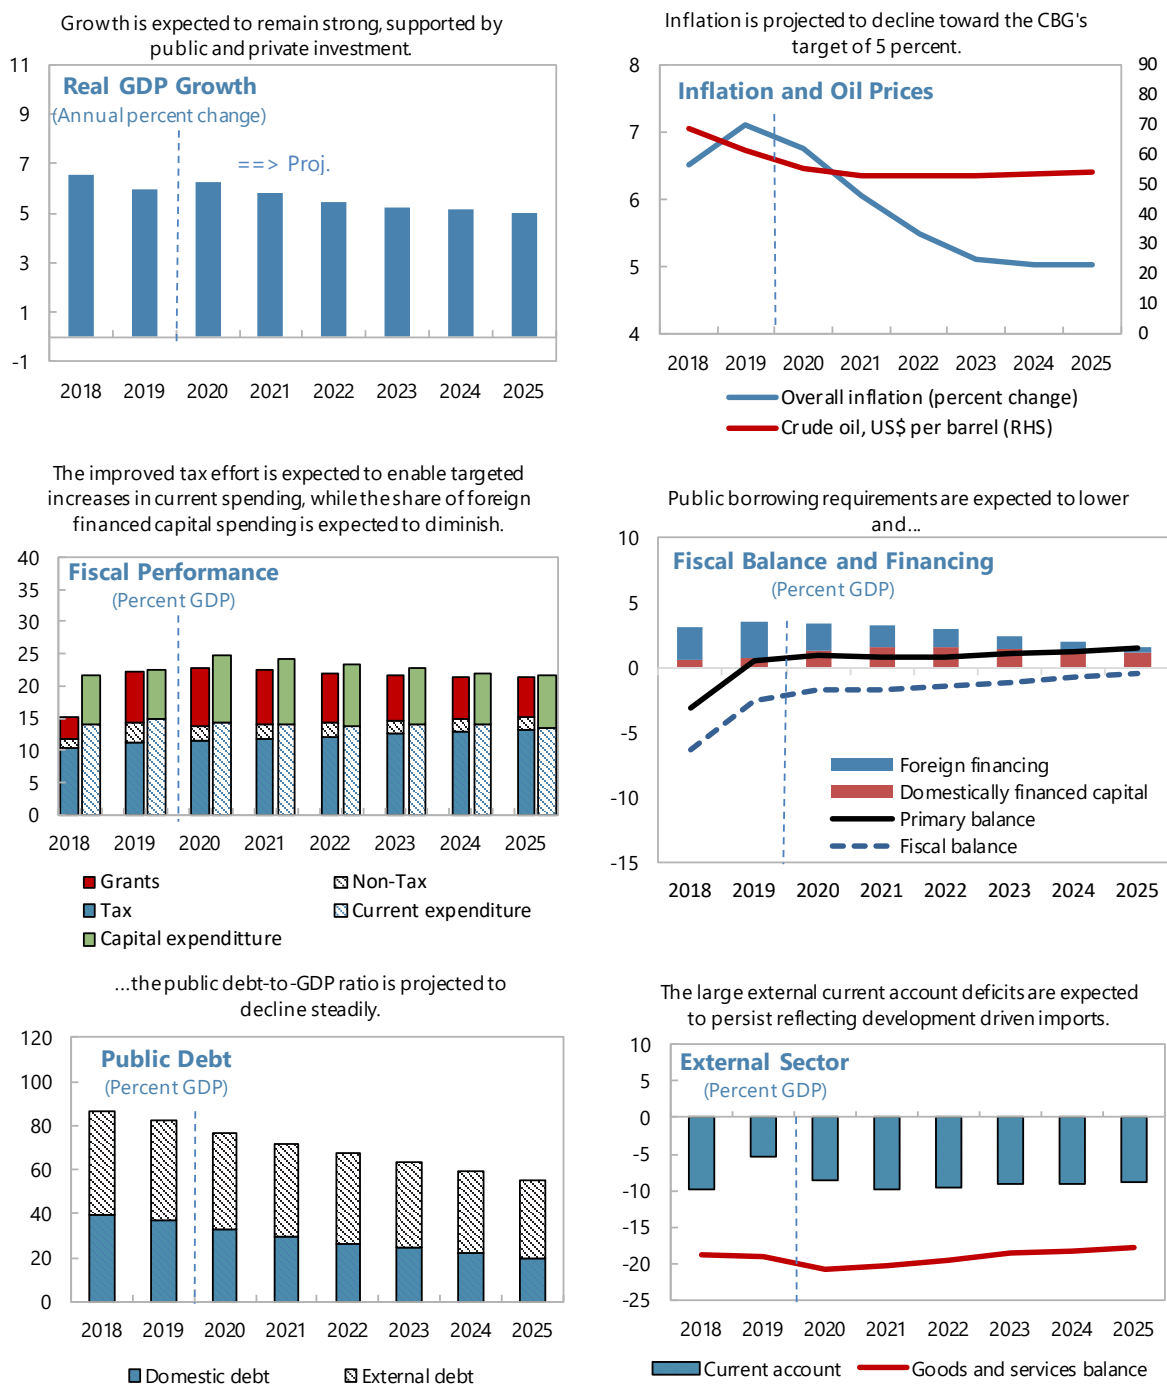 Growth is expected to remain strong, supported by
public and private investment.
11
9
7
5
3
1
-1
Real GDP Growth
(Annual percent change)
==> Proj.
2018 2019 2020 2021 2022 2023 2024 2025
Inflation is projected to decline toward the CBG's
target of 5 percent.
8
7
6
5
4
Inflation and Oil Prices
90
80
70
60
50
40
30
20
10
0
2018 2019 2020 2021 2022 2023 2024 2025
Overall inflation (percent change)
Crude oil, US$ per barrel (RHS)
The improved tax effort is expected to enable targeted
increases in current spending, while the share of foreign
financed capital spending is expected to diminish.
40
35
30
25
20
15
10
5
0
Fiscal Performance
(Percent GDP)
2018 2019 2020 2021 2022 2023 2024 2025
Grants Non-Tax
Tax Current expenditure
Capital expenditture
Public borrowing requirements are expected to lower
and...
10
5
0
-5
-10
-15
Fiscal Balance and Financing
(Percent GDP)
Foreign financing
Domestically financed capital
Primary balance
Fiscal balance
2018 2019 2020 2021 2022 2023 2024 2025
...the public debt-to-GDP ratio is projected to
decline steadily.
120
100
80
60
40
20
0
Public Debt
(Percent GDP)
2018 2019 2020 2021 2022 2023 2024 2025
Domestic debt External debt
The large external current account deficits are expected
to persist reflecting development driven imports.
10
5
0
-5
-10
-15
-20
-25
External Sector
(Percent GDP)
2018 2019 2020 2021 2022 2023 2024 2025
Current account Goods and services balance